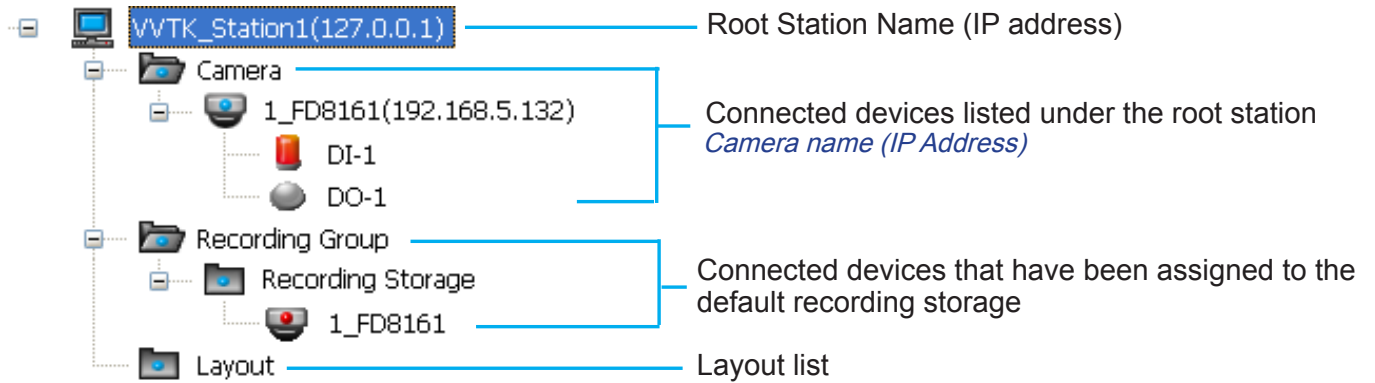 VVTK_Station1(127.0.0.1)
Root Station Name (IP address)
Camera
1_FD8161(192.168.5.132)
Connected devices listed under the root station
Camera name (IP Address)
DI-1
DO-1
Recording Group
Recording Storage
Connected devices that have been assigned to the
default recording storage
1_FD8161
Layout
Layout list